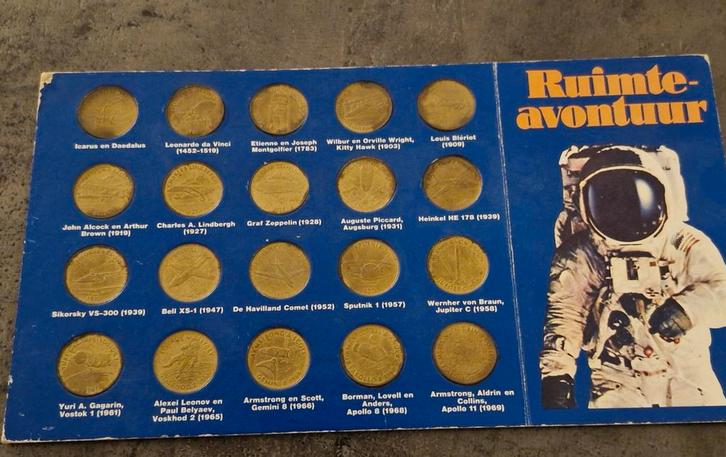 Ruimte-
avontuur
Icarus en Daedalus
Leonardo da Vinci
(1452-1519)
Etienne en Joseph
Montgolfier (1783)
Wilbur en Orville Wright,
Kitty Hawk (1903)
Louis Blériot
(1909)
John Alcock en Arthur
Brown (1919)
Charles A. Lindbergh
(1927)
Graf Zeppelin (1928)
Auguste Piccard,
Augsburg (1931)
Heinkel HE 178 (1939)
Sikorsky VS-300 (1939)
Bell XS-1 (1947)
De Havilland Comet (1952)
Sputnik 1 (1957)
Wernher von Braun,
Jupiter C (1958)
Yuri A. Gagarin,
Vostok 1 (1961)
Alexei Leonov en
Paul Belyaev,
Voskhod 2 (1965)
Armstrong en Scott,
Gemini 8 (1966)
Borman, Lovell en
Anders,
Apollo 8 (1968)
Armstrong, Aldrin en
Collins,
Apollo 11 (1969)